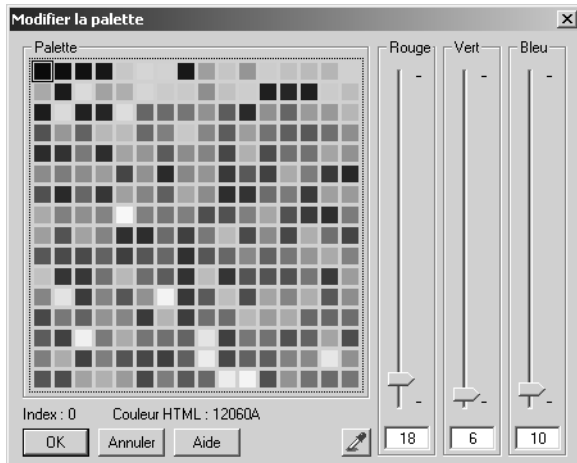 Modifier la palette
Palette
Rouge
Vert
Bleu
Index : 0 Couleur HTML : 12060A
OK Annuler Aide
18 6 10